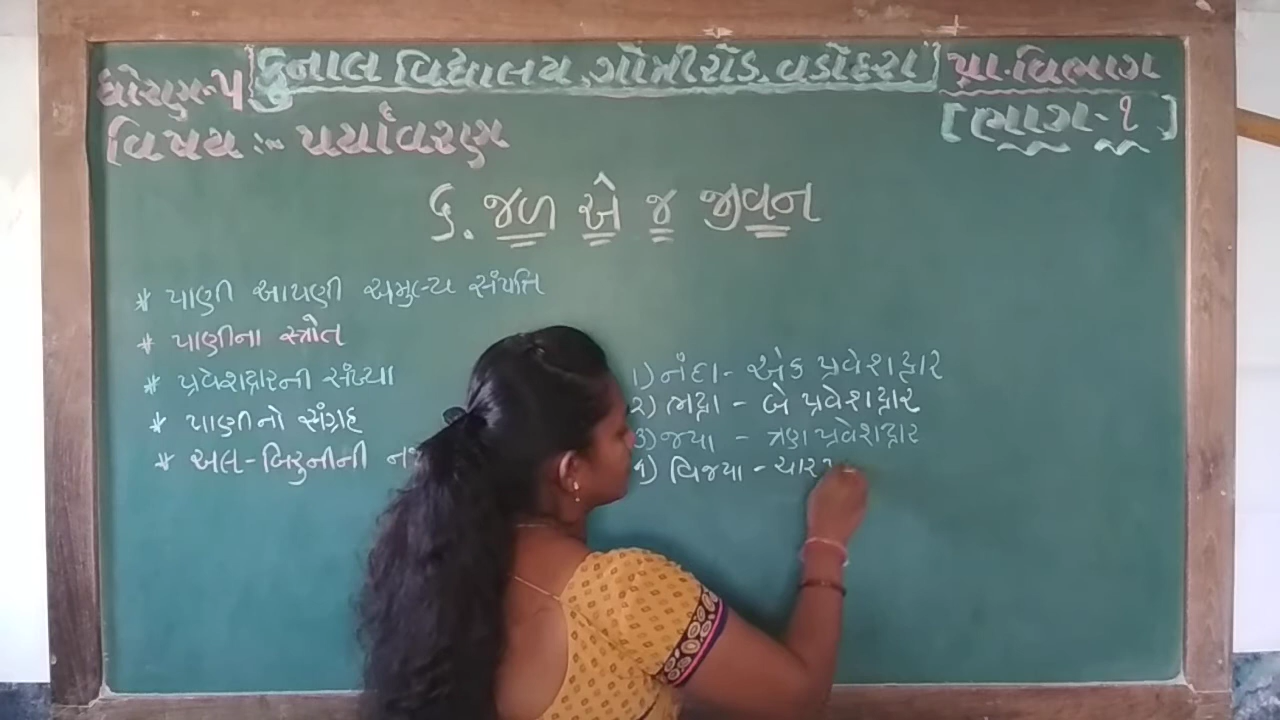 કુનાલ વિદ્યાલય, ગોત્રીરોડ, વડોદરા પ્રા.વિભાગ
ધોરણ-૫ [ભાગ-૧]
વિષય:- પર્યાવરણ
૬. જળ એ જ જીવન
* પાણી આપણી અમુલ્ય સંપત્તિ
* પાણીના સ્ત્રોત
* પ્રવેશદ્વારની સંખ્યા
* પાણીનો સંગ્રહ
* અલ-બિરુનીની
૧) નંદા - એક પ્રવેશદ્વાર
૨) ભદ્રા - બે પ્રવેશદ્વાર
૩) જયા - ત્રણ પ્રવેશદ્વાર
૪) વિજયા - ચાર